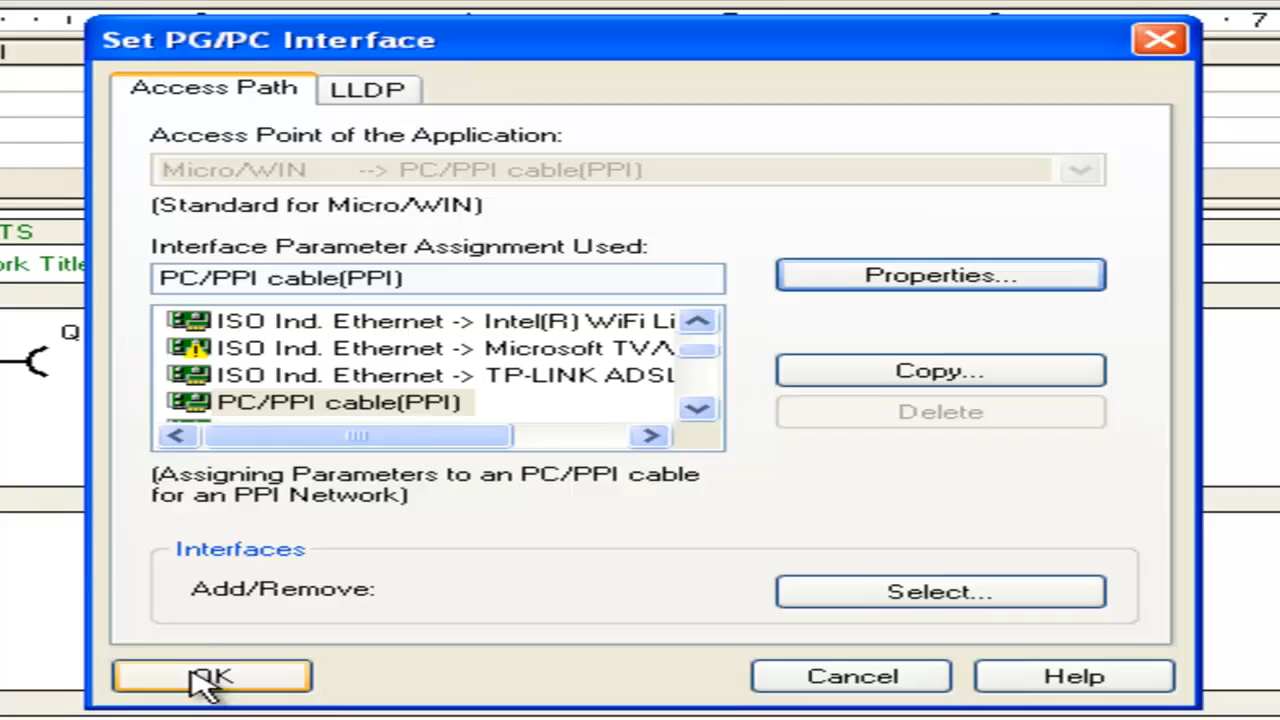 7
Set PG/PC Interface
Access Path
LLDP
Access Point of the Application:
Micro/WIN --> PC/PPI cable(PPI)
(Standard for Micro/WIN)
TS
Interface Parameter Assignment Used:
ork Title
PC/PPI cable(PPI)
Properties...
ISO Ind. Ethernet -> Intel(R) WiFi Li
Q
ISO Ind. Ethernet -> Microsoft TV/V
ISO Ind. Ethernet -> TP-LINK ADSL
Copy...
PC/PPI cable(PPI)
Delete
(Assigning Parameters to an PC/PPI cable
for an PPI Network)
Interfaces
Add/Remove:
Select...
OK
Cancel
Help